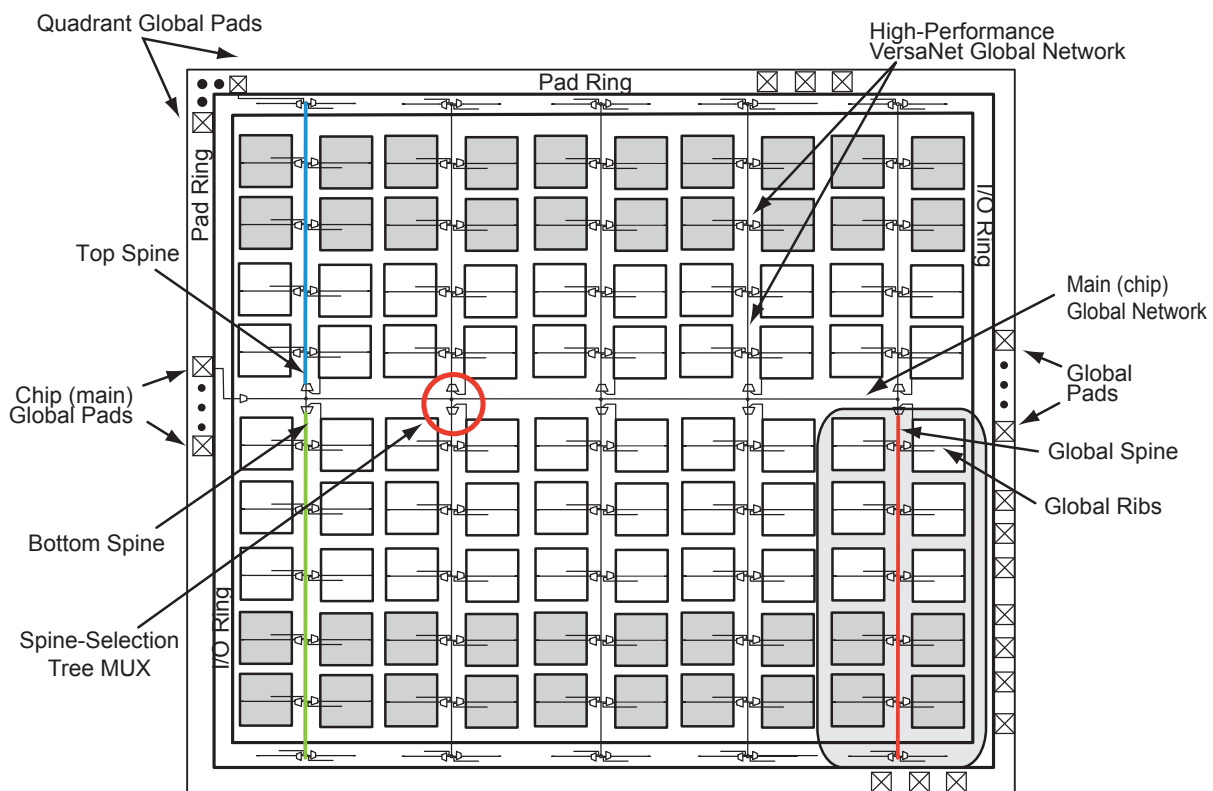 Quadrant Global Pads
High-Performance
VersaNet Global Network
Pad Ring
Pad Ring
I/O Ring
Top Spine
Main (chip)
Global Network
Chip (main)
Global Pads
Global
Pads
Global Spine
Global Ribs
Bottom Spine
I/O Ring
Spine-Selection
Tree MUX